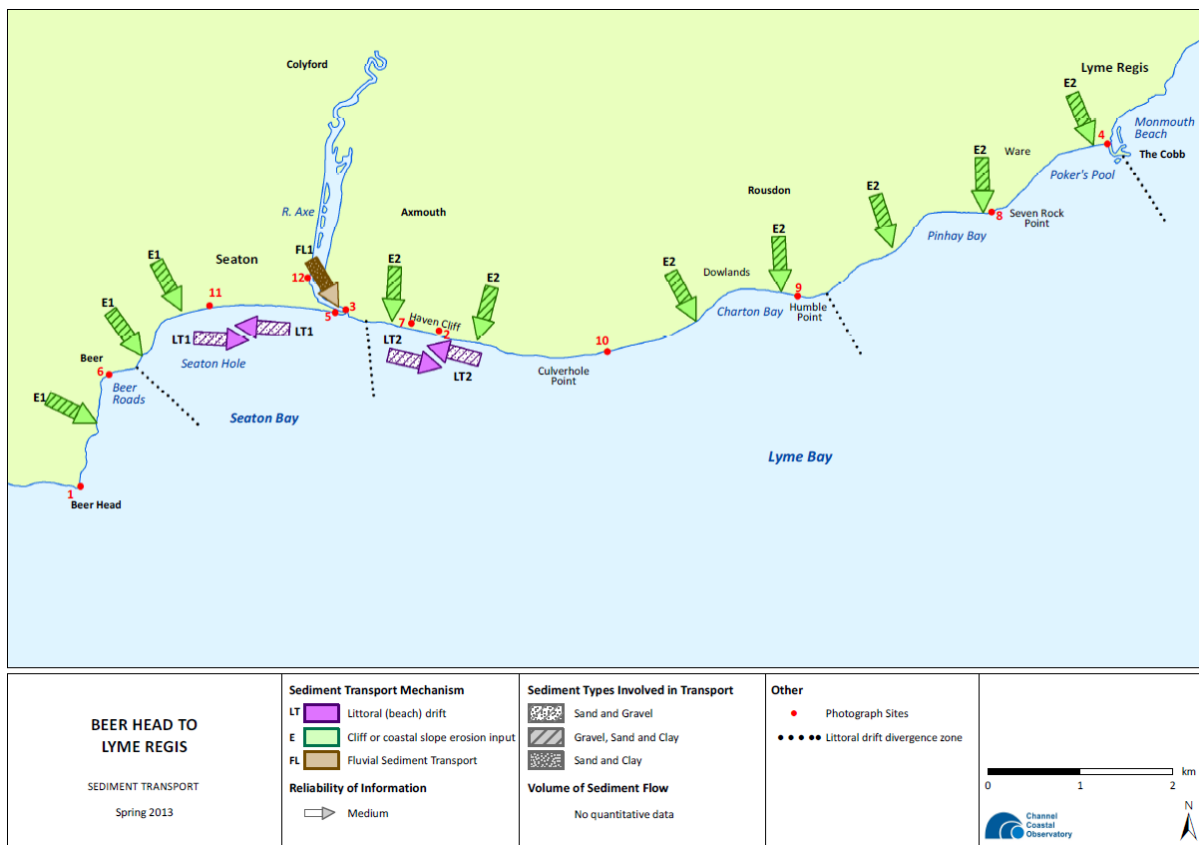 Colyford
Lyme Regis
E2
Monmouth
Beach
4
The Cobb
E2
Ware
Poker's Pool
Rousdon
E2
R. Axe
Axmouth
8
Seven Rock
Point
E2
Pinhay Bay
Seaton
FL1
E1
E2
E2
12
E2
Dowlands
9
Humble
Point
Charton Bay
E1
11
3
5
7
Haven Cliff
2
LT1
LT1
LT2
LT2
10
Seaton Hole
Culverhole
Point
Beer
6
Beer
Roads
E1
Seaton Bay
Lyme Bay
1
Beer Head
BEER HEAD TO
LYME REGIS
SEDIMENT TRANSPORT
Spring 2013
Sediment Transport Mechanism
LT Littoral (beach) drift
E Cliff or coastal slope erosion input
FL Fluvial Sediment Transport
Reliability of Information
Medium
Sediment Types Involved in Transport
Sand and Gravel
Gravel, Sand and Clay
Sand and Clay
Volume of Sediment Flow
No quantitative data
Other
Photograph Sites
Littoral drift divergence zone
km
0 1 2
Channel
Coastal
Observatory
N